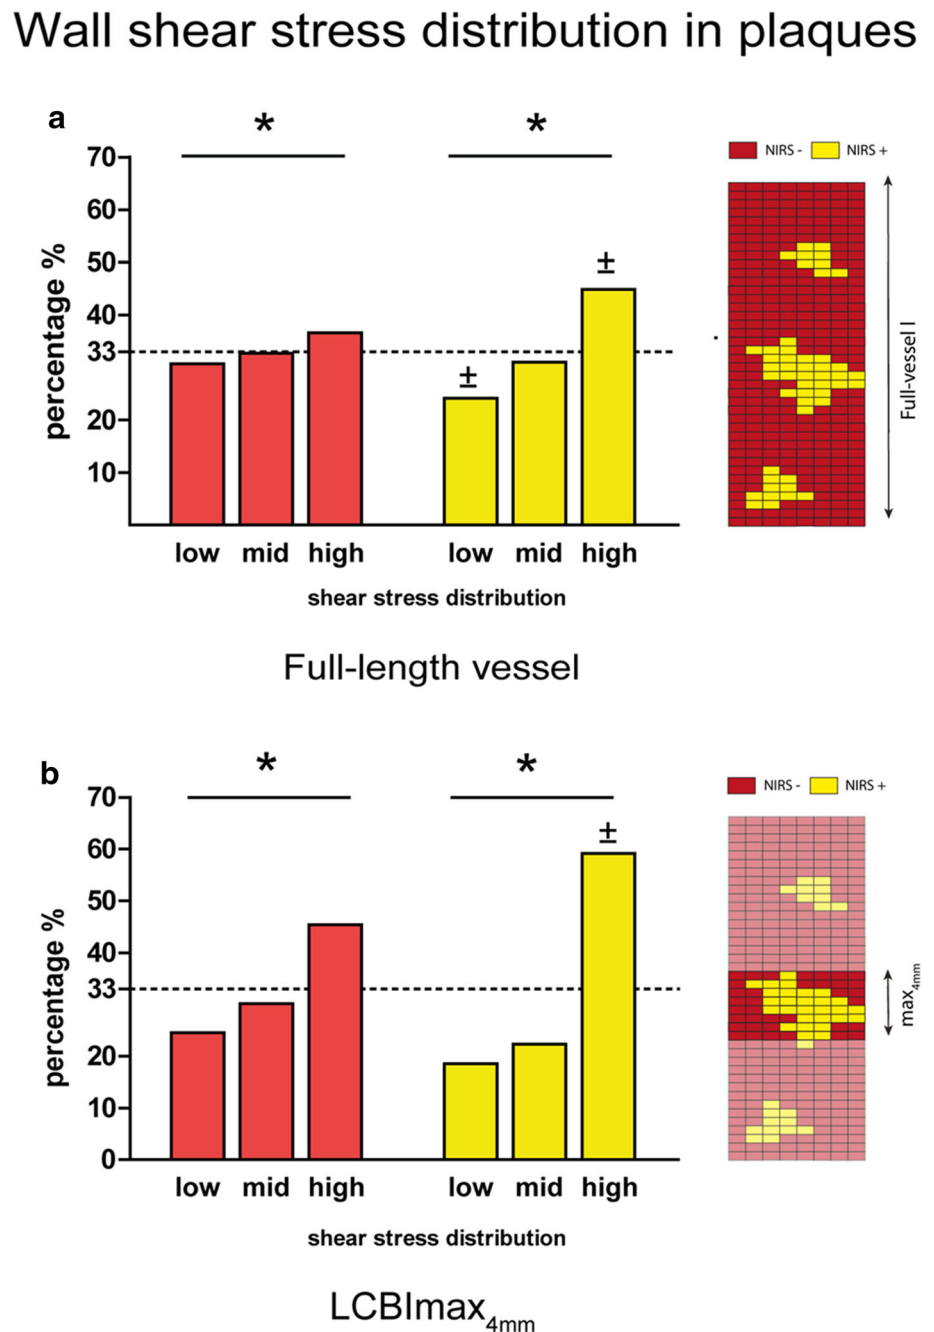 Wall shear stress distribution in plaques
a
* *
NIRS - NIRS +
70
60
50
40
33
20
10
percentage %
± ±
low mid high low mid high
shear stress distribution
Full-vessel l
Full-length vessel
b
* *
NIRS - NIRS +
70
60
50
40
33
20
10
0
percentage %
±
low mid high low mid high
shear stress distribution
max4mm
LCBImax4mm